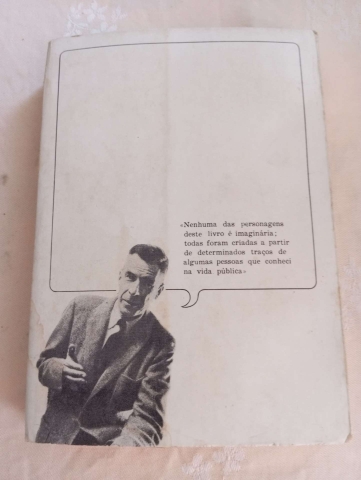 «Nenhuma das personagens
deste livro é imaginária;
todas foram criadas a partir
de determinados traços de
algumas pessoas que conheci
na vida pública»